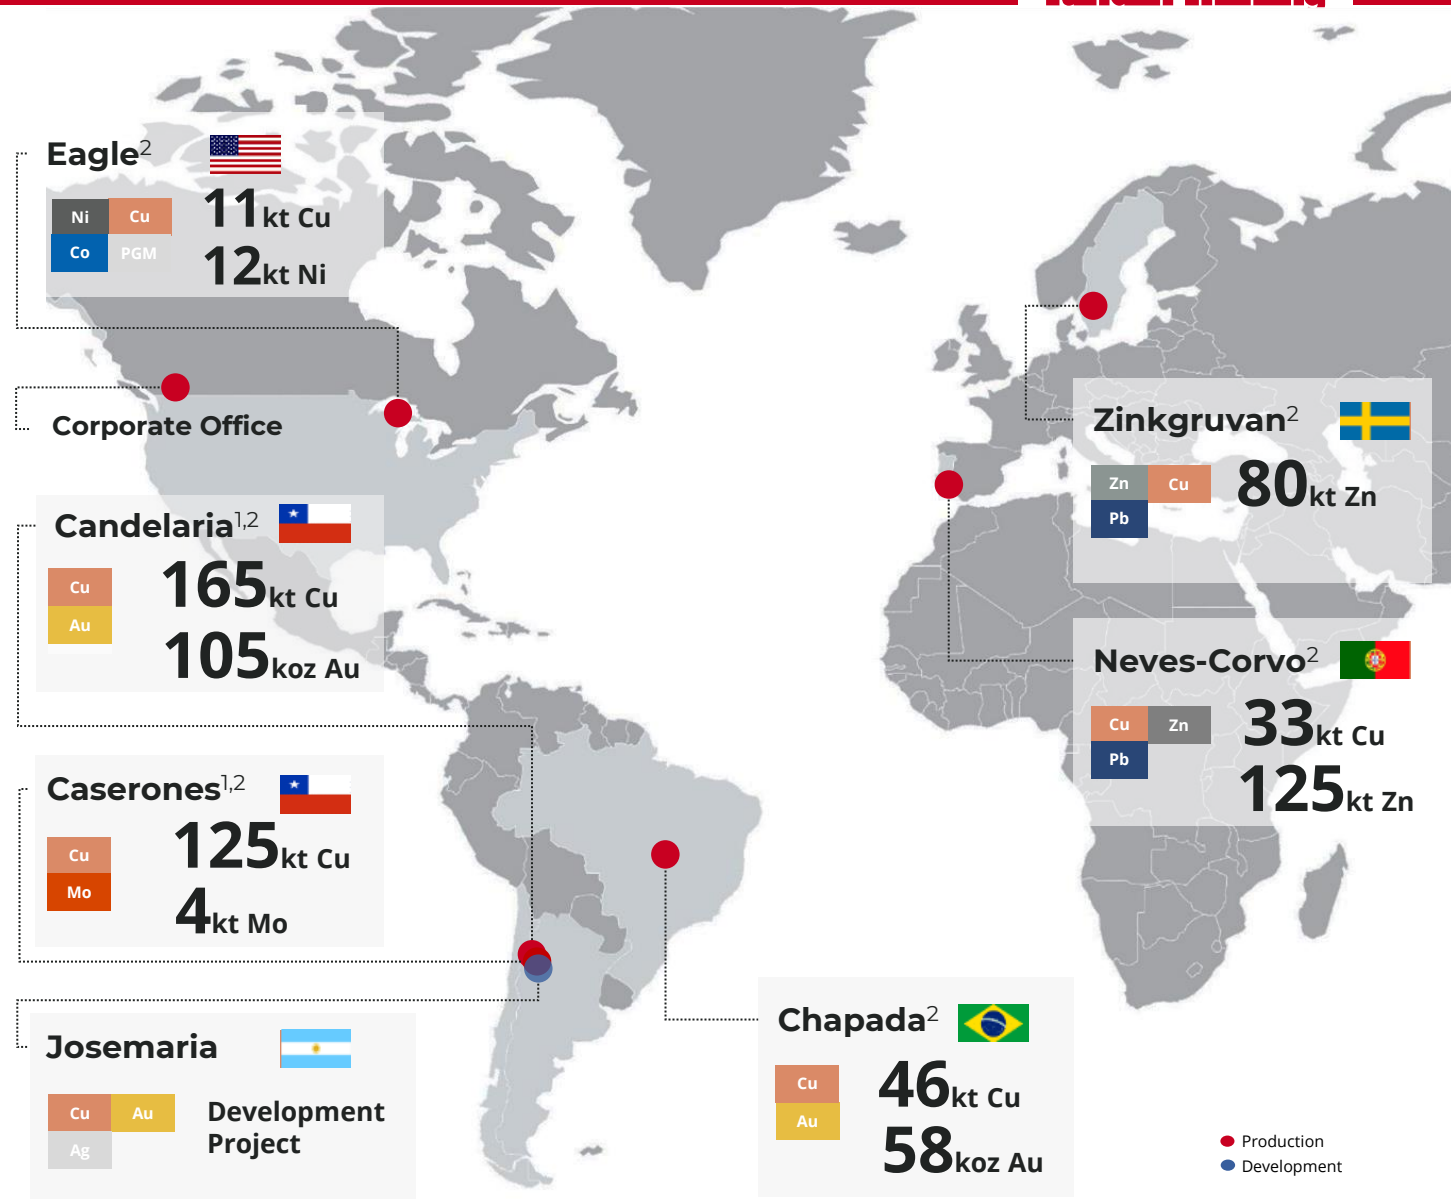 Eagle2
Ni Cu
Co PGM
11kt Cu
12kt Ni
Corporate Office
Candelaria1,2
Cu
Au
165kt Cu
105koz Au
Caserones1,2
Cu
Mo
125kt Cu
4kt Mo
Josemaria
Cu Au
Ag
Development
Project
Chapada2
Cu
Au
46kt Cu
58koz Au
Zinkgruvan2
Zn Cu
Pb
80kt Zn
Neves-Corvo2
Cu Zn
Pb
33kt Cu
125kt Zn
Production
Development